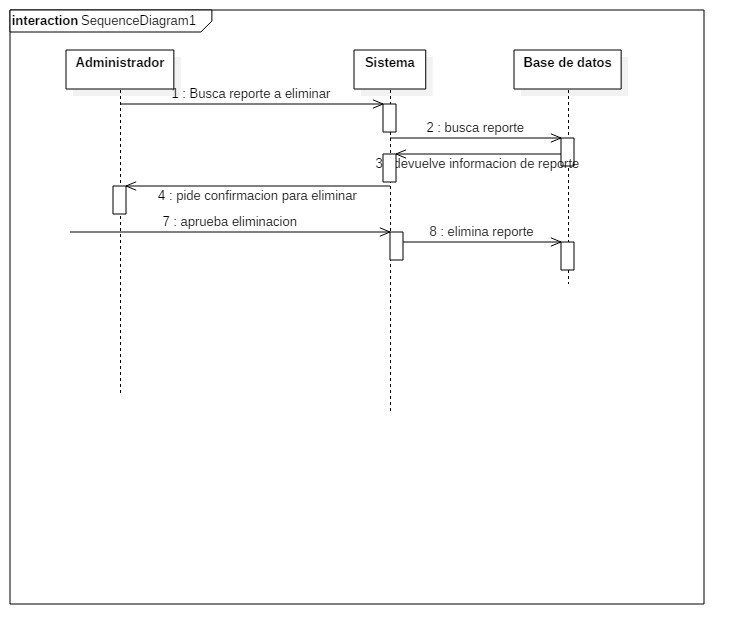 interaction SequenceDiagram1
Administrador
Sistema
Base de datos
1 : Busca reporte a eliminar
2 : busca reporte
3 : devuelve informacion de reporte
4 : pide confirmacion para eliminar
7 : aprueba eliminacion
8 : elimina reporte